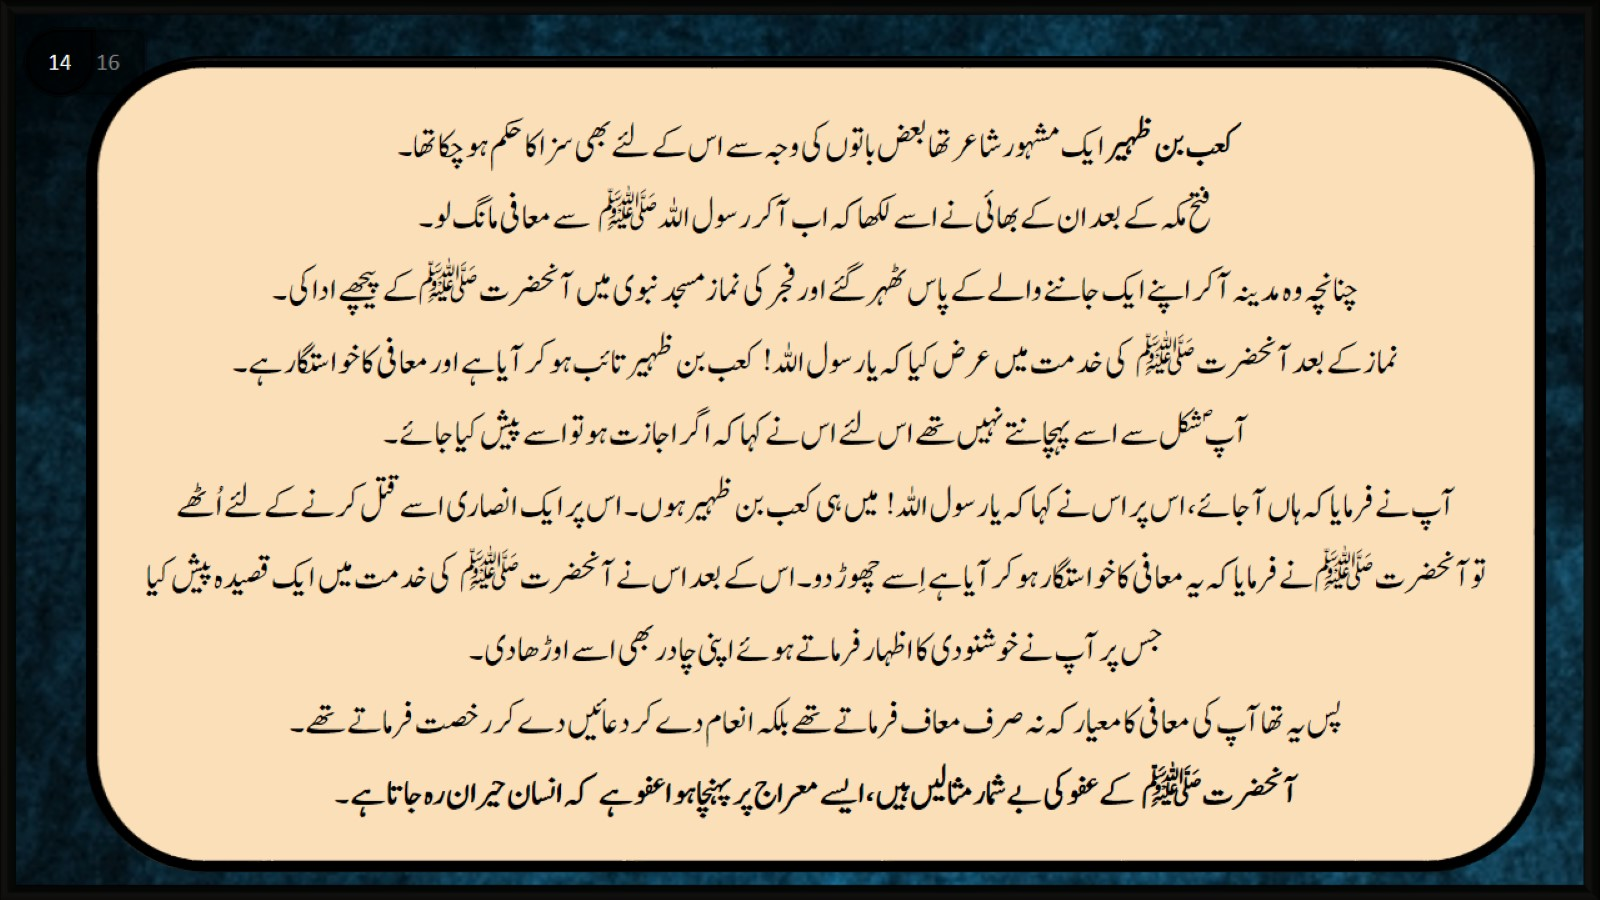 14 16
کعب بن ظہیر ایک مشہور شاعر تھا بعض باتوں کی وجہ سے اس کے لئے بھی سزا کا حکم ہو چکا تھا۔
فتح مکہ کے بعد ان کے بھائی نے اسے لکھا کہ اب آ کر رسول اللہ ﷺ سے معافی مانگ لو۔
چنانچہ وہ مدینہ آ کر اپنے ایک جاننے والے کے پاس ٹھہر گئے اور فجر کی نماز مسجد نبوی میں آنحضرت ﷺ کے پیچھے ادا کی۔
نماز کے بعد آنحضرت ﷺ کی خدمت میں عرض کیا کہ یا رسول اللہ! کعب بن ظہیر تائب ہو کر آیا ہے اور معافی کا خواستگار ہے۔
آپؐ شکل سے اسے پہچانتے نہیں تھے اس لئے اس نے کہا کہ اگر اجازت ہو تو اسے پیش کیا جائے۔
آپ نے فرمایا کہ ہاں آ جائے، اس پر اس نے کہا کہ یا رسول اللہ! میں ہی کعب بن ظہیر ہوں۔ اس پر ایک انصاری اسے قتل کرنے کے لئے اُٹھے
تو آنحضرت ﷺ نے فرمایا کہ یہ معافی کا خواستگار ہو کر آیا ہے اِسے چھوڑ دو۔ اس کے بعد اس نے آنحضرت ﷺ کی خدمت میں ایک قصیدہ پیش کیا
جس پر آپ نے خوشنودی کا اظہار فرماتے ہوئے اپنی چادر بھی اسے اوڑھا دی۔
پس یہ تھا آپ کی معافی کا معیار کہ نہ صرف معاف فرماتے تھے بلکہ انعام دے کر دعائیں دے کر رخصت فرماتے تھے۔
آنحضرت ﷺ کے عفو کی بے شمار مثالیں ہیں، ایسے معراج پر پہنچا ہوا عفو ہے کہ انسان حیران رہ جاتا ہے۔